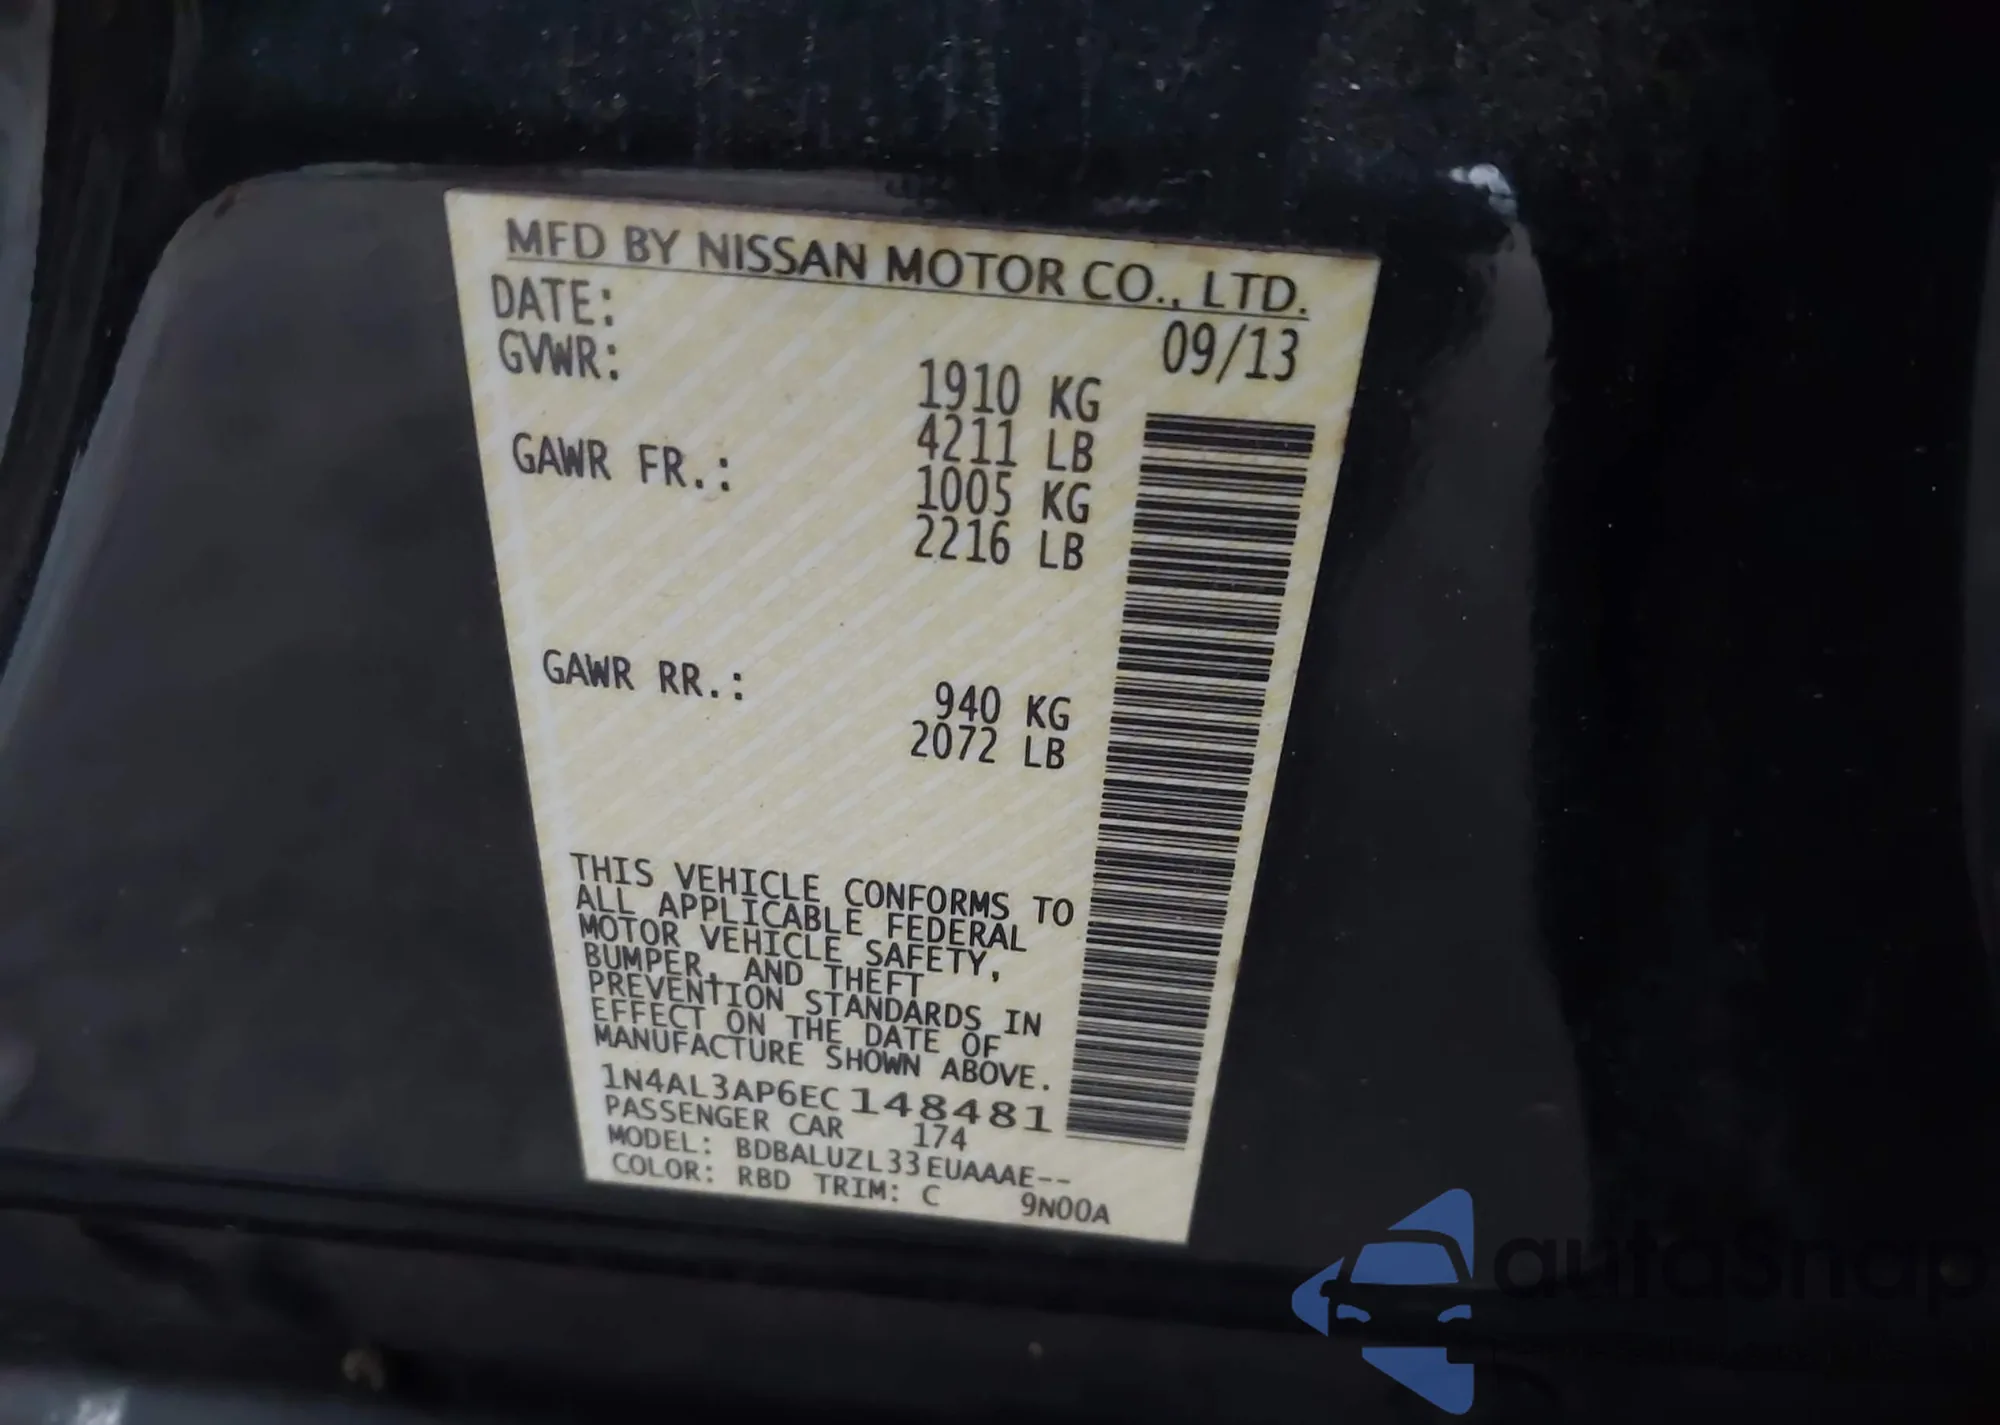 MFD BY NISSAN MOTOR CO., LTD.
DATE: 09/13
GVWR: 1910 KG
4211 LB
GAWR FR.: 1005 KG
2216 LB
GAWR RR.: 940 KG
2072 LB
THIS VEHICLE CONFORMS TO
ALL APPLICABLE FEDERAL
MOTOR VEHICLE SAFETY,
BUMPER, AND THEFT
PREVENTION STANDARDS IN
EFFECT ON THE DATE OF
MANUFACTURE SHOWN ABOVE.
1N4AL3AP6EC148481
PASSENGER CAR 174
MODEL: BDBALUZL33EUAAAE--
COLOR: RBD TRIM: C 9N00A
autosnap